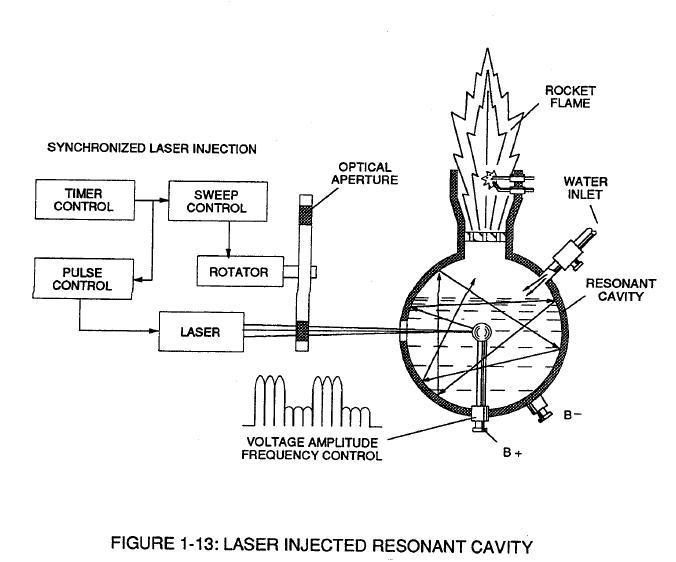 ROCKET
FLAME
SYNCHRONIZED LASER INJECTION
OPTICAL
APERTURE
TIMER
CONTROL
SWEEP
CONTROL
WATER
INLET
PULSE
CONTROL
ROTATOR
RESONANT
CAVITY
LASER
VOLTAGE AMPLITUDE
FREQUENCY CONTROL
B+
B-
FIGURE 1-13: LASER INJECTED RESONANT CAVITY